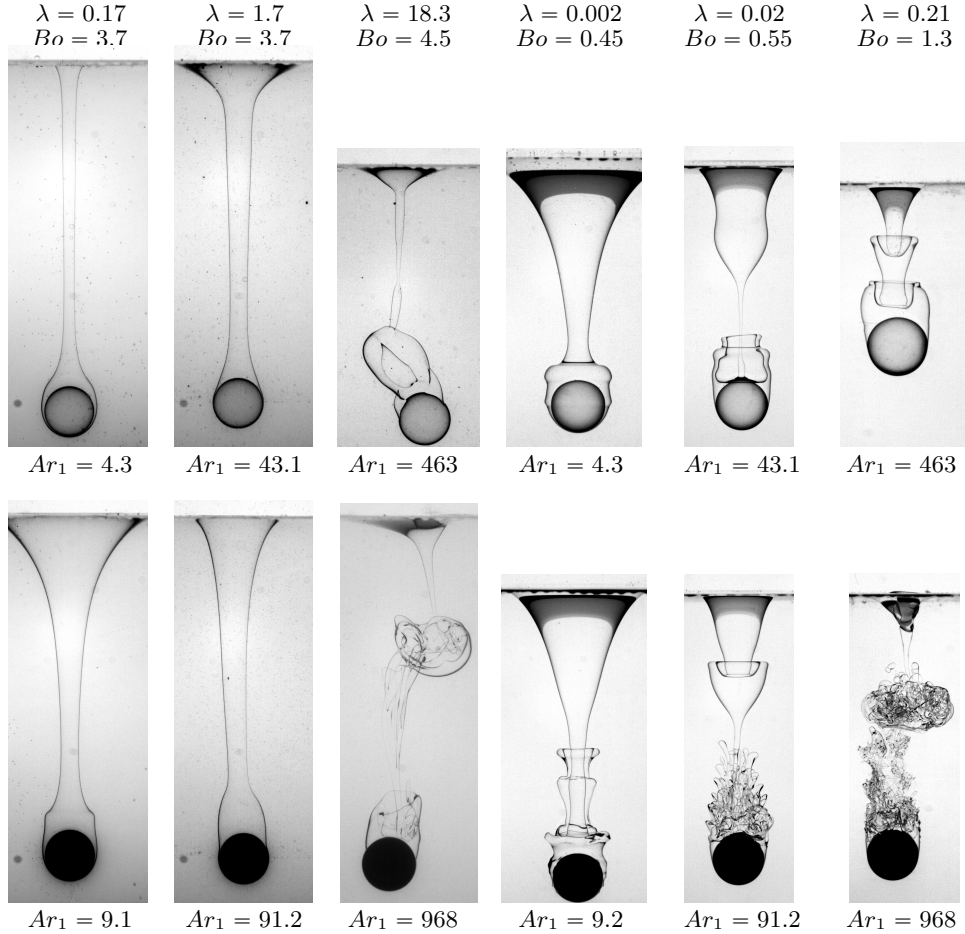 λ = 0.17 λ = 1.7 λ = 18.3 λ = 0.002 λ = 0.02 λ = 0.21
Bo = 3.7 Bo = 3.7 Bo = 4.5 Bo = 0.45 Bo = 0.55 Bo = 1.3
Ar₁ = 4.3 Ar₁ = 43.1 Ar₁ = 463 Ar₁ = 4.3 Ar₁ = 43.1 Ar₁ = 463
Ar₁ = 9.1 Ar₁ = 91.2 Ar₁ = 968 Ar₁ = 9.2 Ar₁ = 91.2 Ar₁ = 968